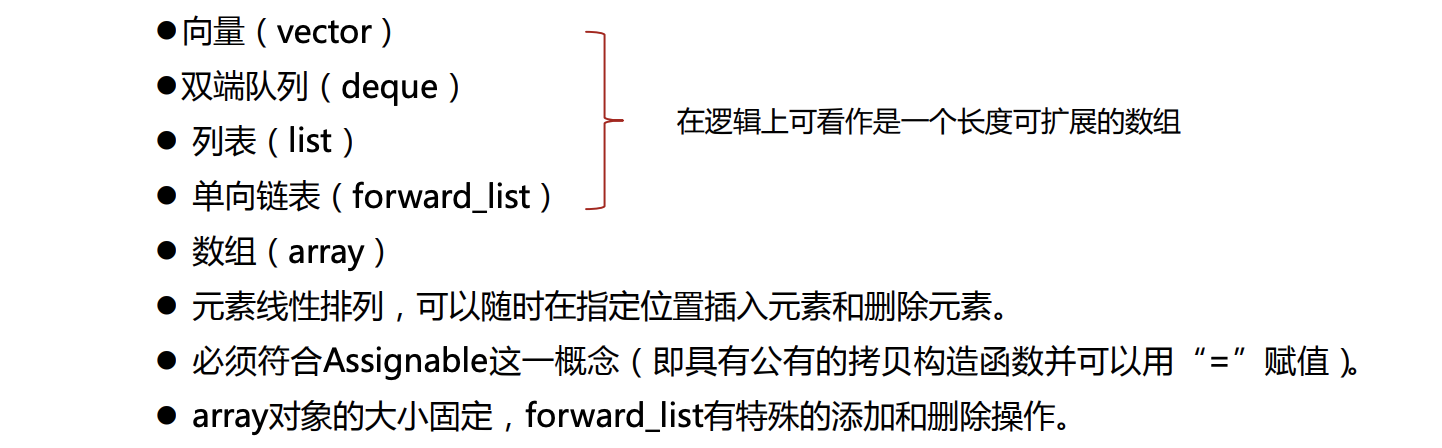 ●向量（vector）
●双端队列（deque）
● 列表（list）
在逻辑上可看作是一个长度可扩展的数组
● 单向链表（forward_list）
● 数组（array）
● 元素线性排列，可以随时在指定位置插入元素和删除元素。
● 必须符合Assignable这一概念（即具有公有的拷贝构造函数并可以用“=”赋值）。
● array对象的大小固定，forward_list有特殊的添加和删除操作。